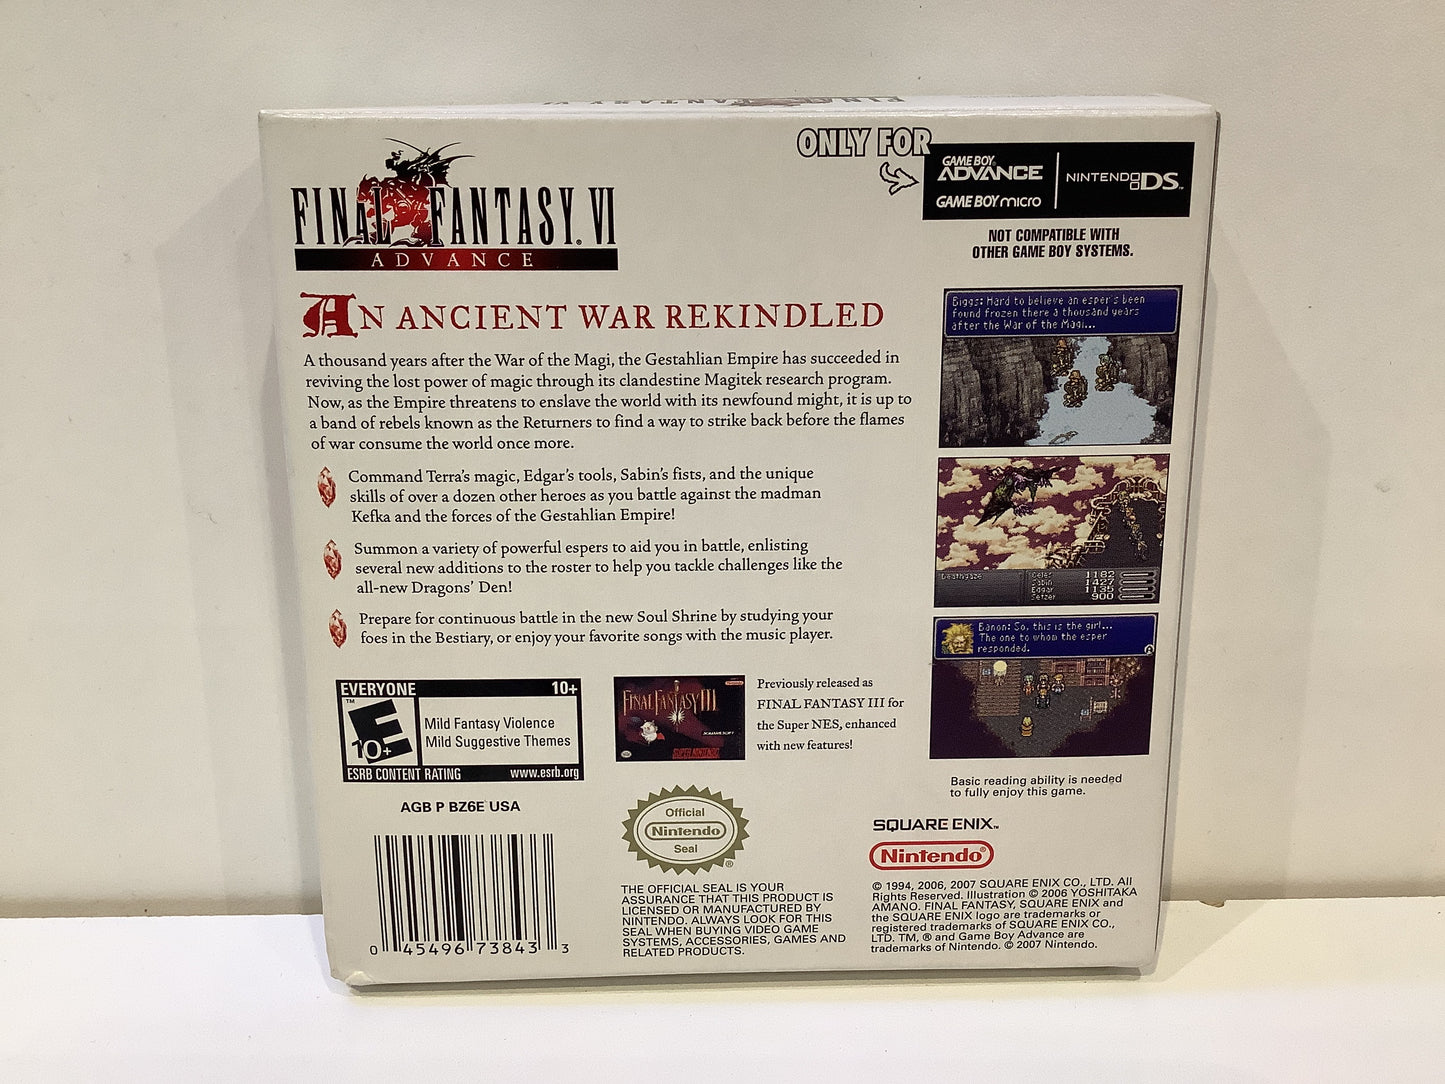 FINAL FANTASY VI
FINAL FANTASY® VI
ADVANCE
ONLY FOR
GAME BOY
ADVANCE
GAME BOY micro
NINTENDO DS™
NOT COMPATIBLE WITH
OTHER GAME BOY SYSTEMS.
AN ANCIENT WAR REKINDLED
A thousand years after the War of the Magi, the Gestahlian Empire has succeeded in
reviving the lost power of magic through its clandestine Magitek research program.
Now, as the Empire threatens to enslave the world with its newfound might, it is up to
a band of rebels known as the Returners to find a way to strike back before the flames
of war consume the world once more.
Command Terra's magic, Edgar's tools, Sabin's fists, and the unique
skills of over a dozen other heroes as you battle against the madman
Kefka and the forces of the Gestahlian Empire!
Summon a variety of powerful espers to aid you in battle, enlisting
several new additions to the roster to help you tackle challenges like the
all-new Dragons' Den!
Prepare for continuous battle in the new Soul Shrine by studying your
foes in the Bestiary, or enjoy your favorite songs with the music player.
Biggs: Hard to believe an esper's been
found frozen there a thousand years
after the War of the Magi...
Deathgaze
Celes 1182
Sabin 1427
Edgar 1135
Setzer 900
Banon: So, this is the girl...
The one to whom the esper
responded.
EVERYONE 10+
E
10+
™
Mild Fantasy Violence
Mild Suggestive Themes
ESRB CONTENT RATING www.esrb.org
FINAL FANTASY III
SQUARESOFT
SUPER NINTENDO
Previously released as
FINAL FANTASY III for
the Super NES, enhanced
with new features!
Basic reading ability is needed
to fully enjoy this game.
AGB P BZ6E USA
0 45496 73843 3
Official
Nintendo
Seal
®
THE OFFICIAL SEAL IS YOUR
ASSURANCE THAT THIS PRODUCT IS
LICENSED OR MANUFACTURED BY
NINTENDO. ALWAYS LOOK FOR THIS
SEAL WHEN BUYING VIDEO GAME
SYSTEMS, ACCESSORIES, GAMES AND
RELATED PRODUCTS.
SQUARE ENIX™
Nintendo®
© 1994, 2006, 2007 SQUARE ENIX CO., LTD. All
Rights Reserved. Illustration © 2006 YOSHITAKA
AMANO. FINAL FANTASY, SQUARE ENIX and
the SQUARE ENIX logo are trademarks or
registered trademarks of SQUARE ENIX CO.,
LTD. TM, ® and Game Boy Advance are
trademarks of Nintendo. © 2007 Nintendo.